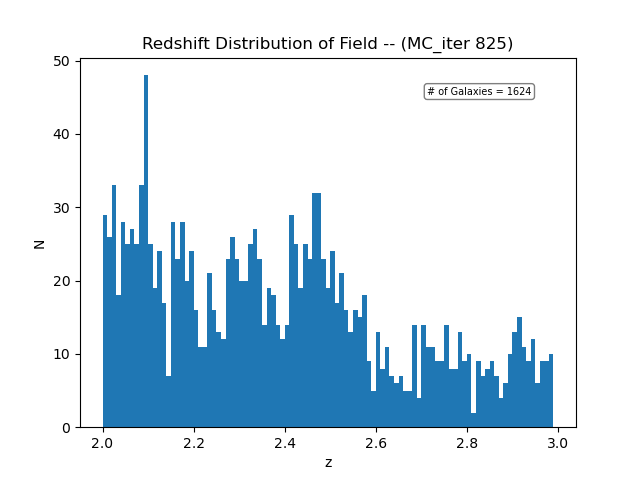 Redshift Distribution of Field -- (MC_iter 825)
# of Galaxies = 1624
N
50
40
30
20
10
0
2.0 2.2 2.4 2.6 2.8 3.0
z